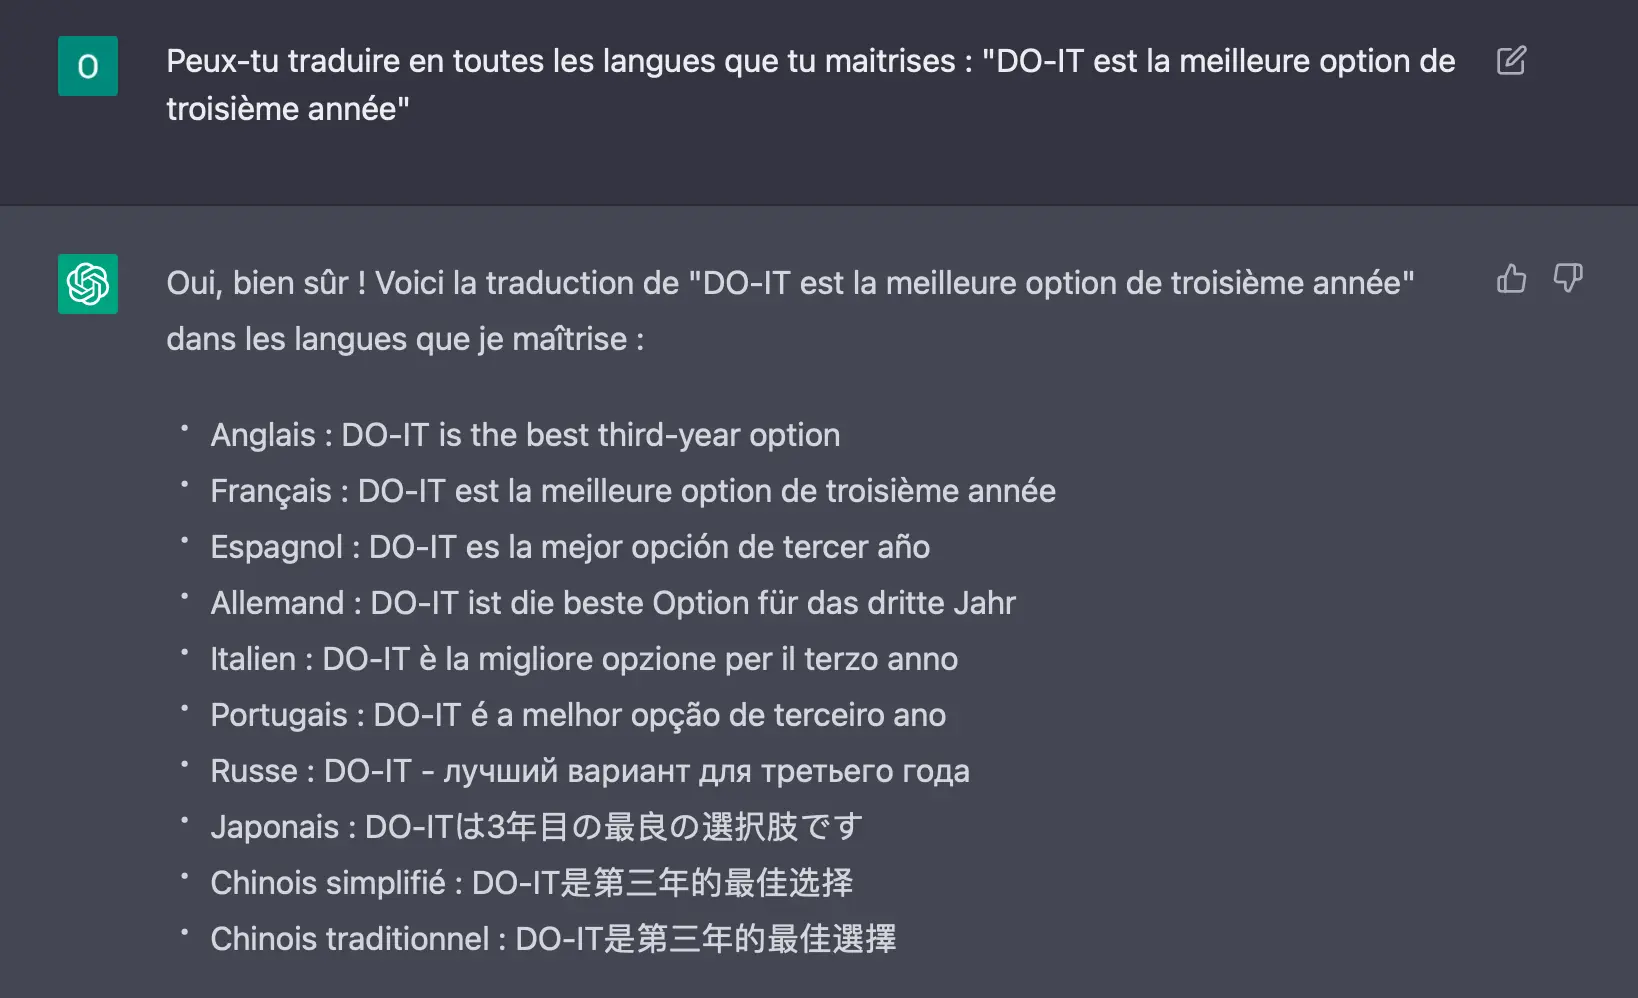 O
Peux-tu traduire en toutes les langues que tu maitrises : "DO-IT est la meilleure option de
troisième année"
Oui, bien sûr ! Voici la traduction de "DO-IT est la meilleure option de troisième année"
dans les langues que je maîtrise :
• Anglais : DO-IT is the best third-year option
• Français : DO-IT est la meilleure option de troisième année
• Espagnol : DO-IT es la mejor opción de tercer año
• Allemand : DO-IT ist die beste Option für das dritte Jahr
• Italien : DO-IT è la migliore opzione per il terzo anno
• Portugais : DO-IT é a melhor opção de terceiro ano
• Russe : DO-IT - лучший вариант для третьего года
• Japonais : DO-ITは3年目の最良の選択肢です
• Chinois simplifié : DO-IT是第三年的最佳选择
• Chinois traditionnel : DO-IT是第三年的最佳選擇